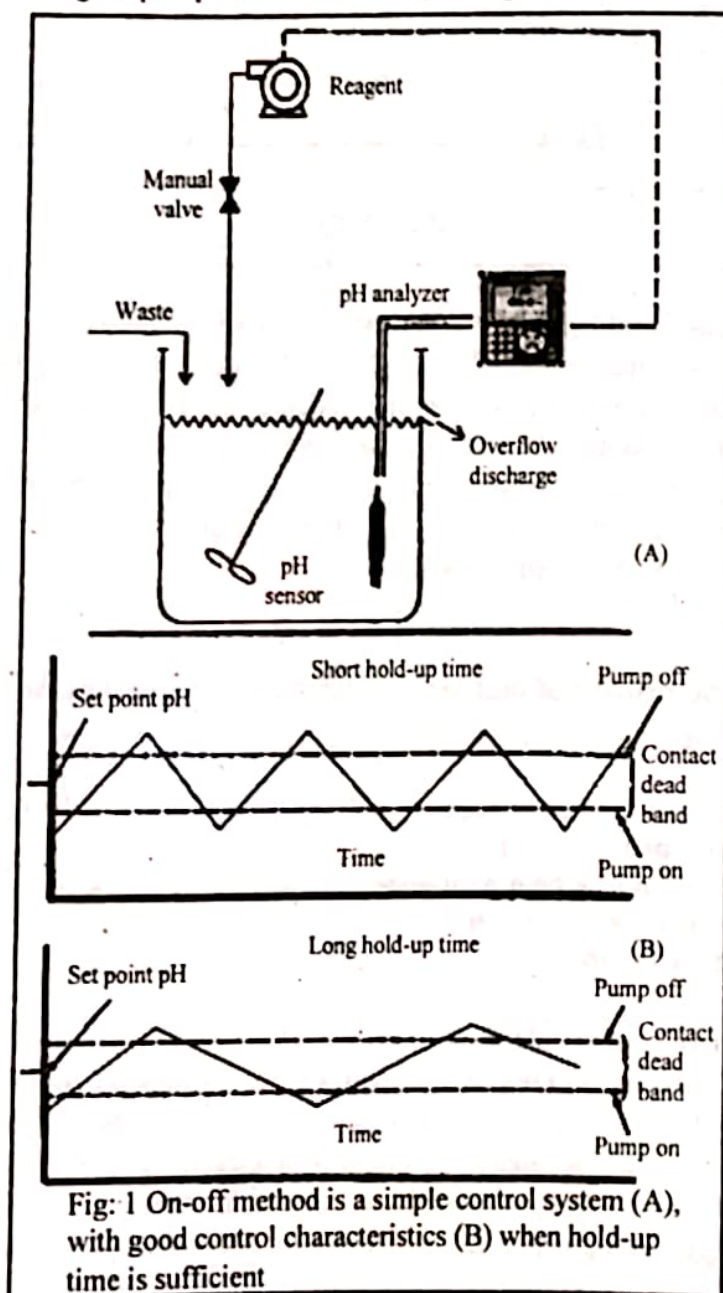 Reagent
Manual
valve
Waste
pH analyzer
Overflow
discharge
pH
sensor
(A)
Short hold-up time
Pump off
Set point pH
Contact
dead
band
Time
Pump on
Long hold-up time
(B)
Set point pH
Pump off
Contact
dead
band
Time
Pump on
Fig: 1 On-off method is a simple control system (A),
with good control characteristics (B) when hold-up
time is sufficient